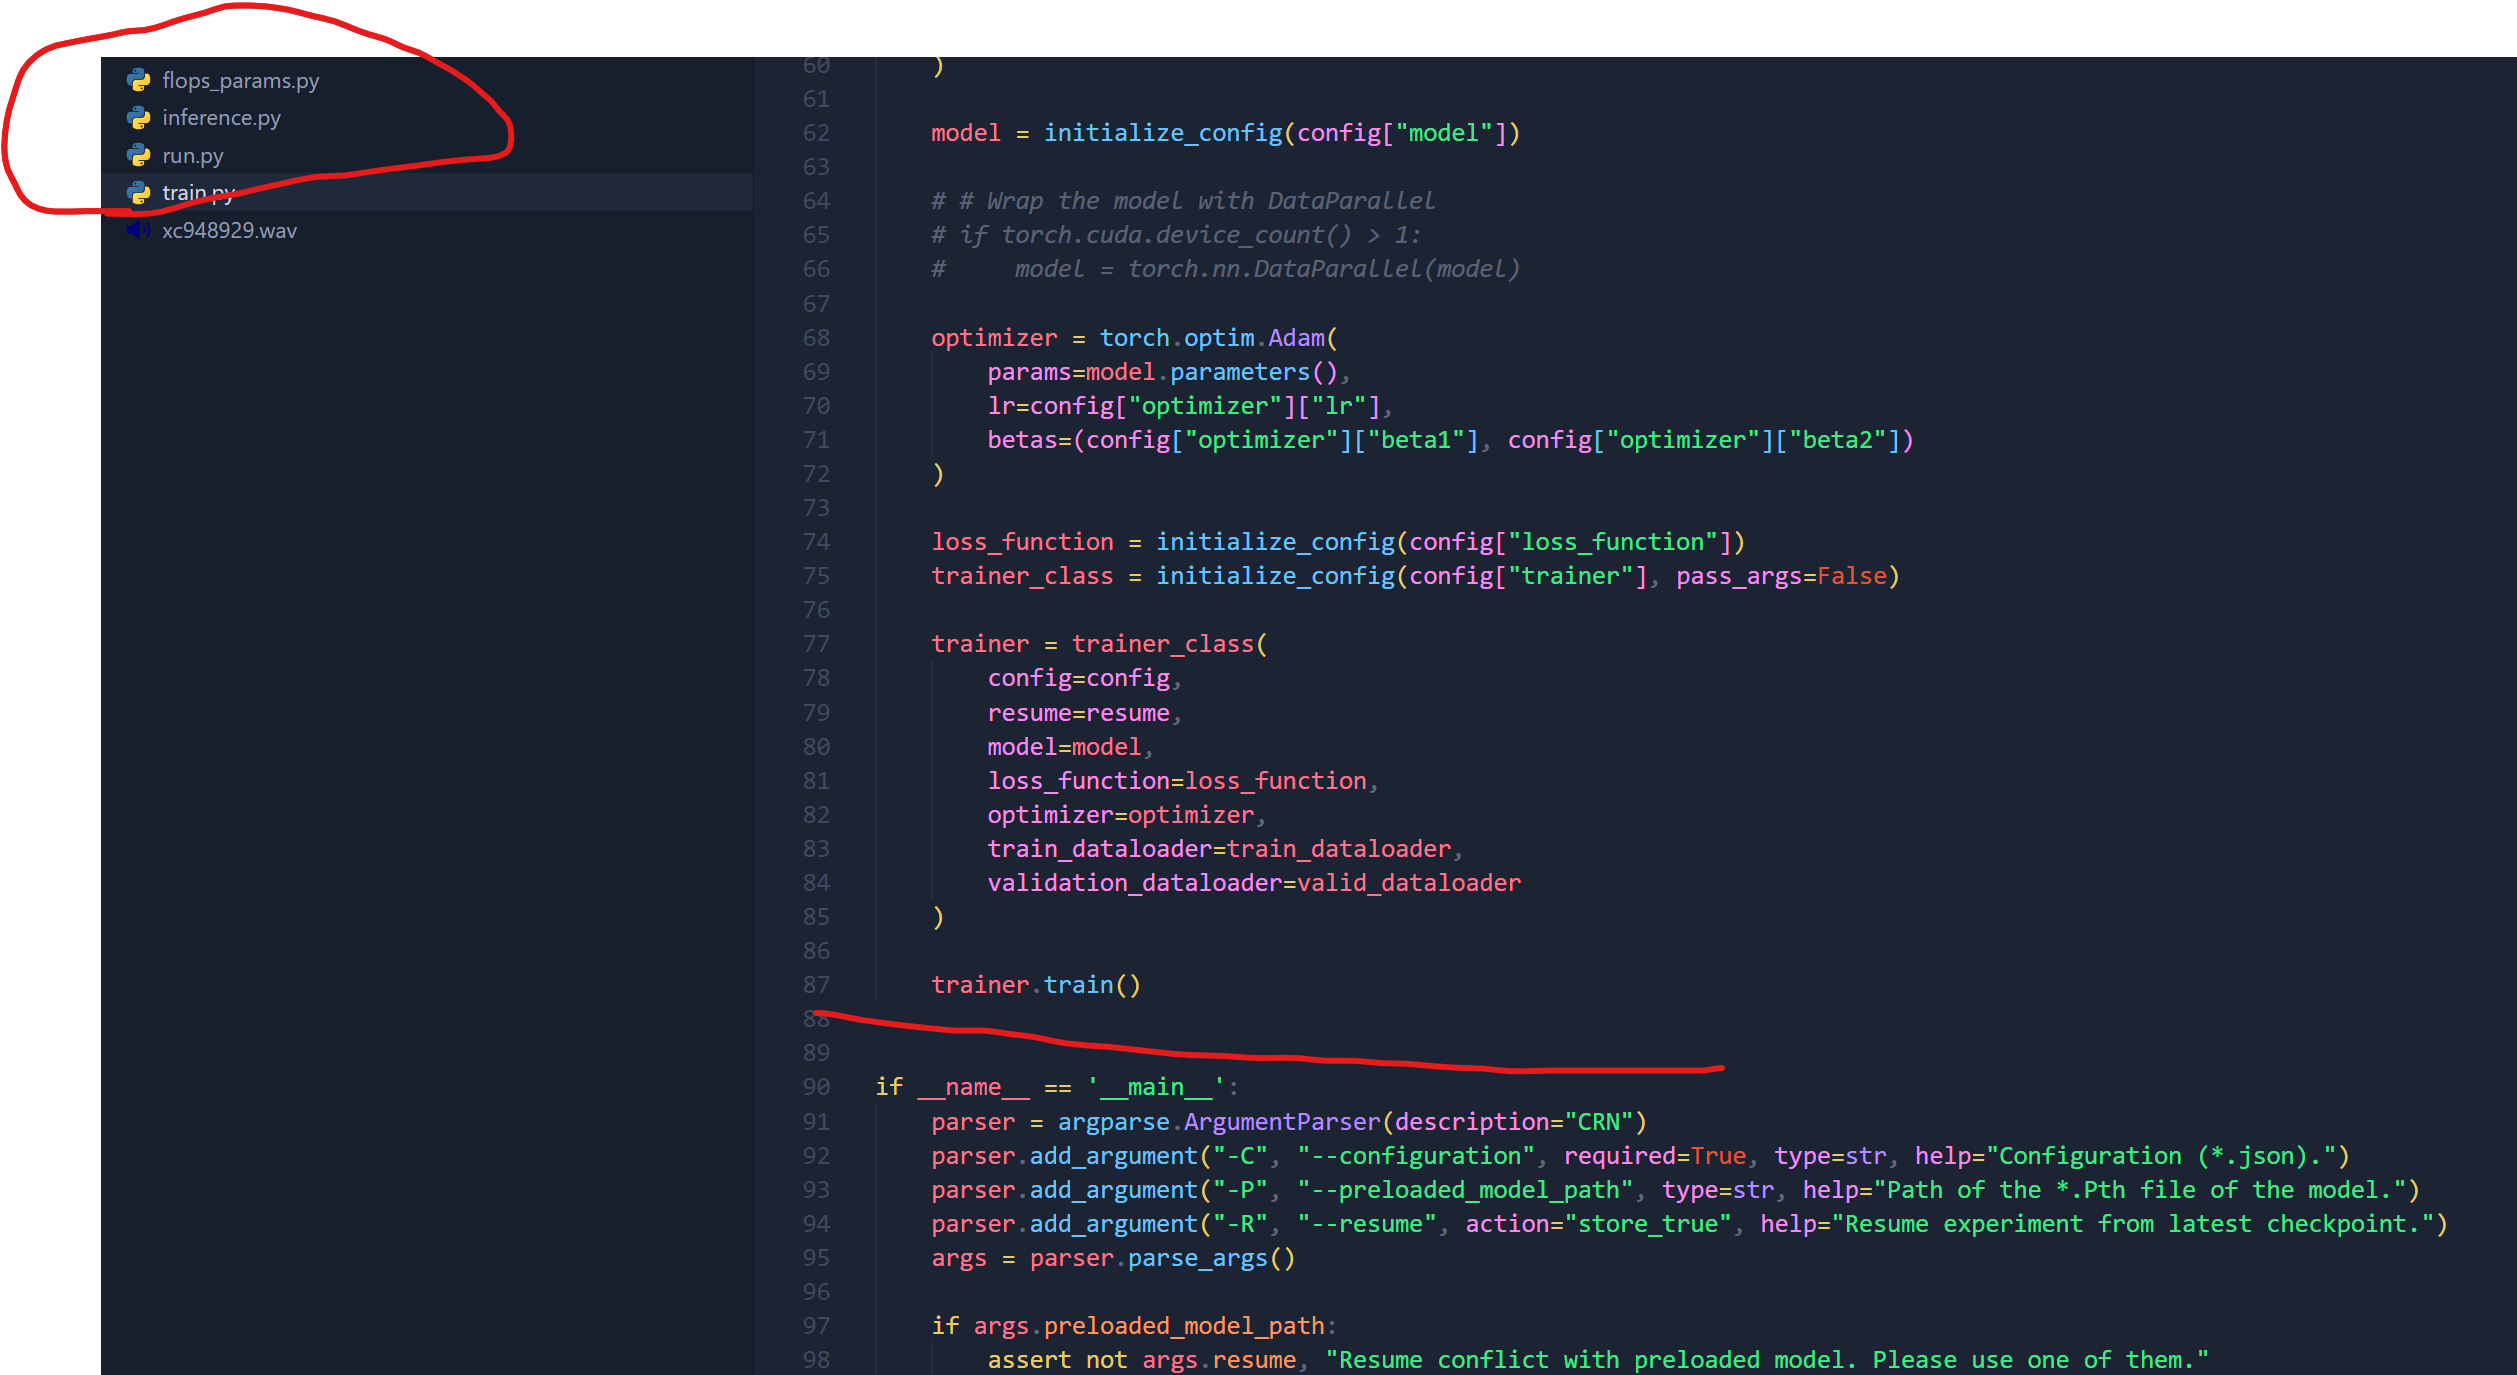 flops_params.py
inference.py
run.py
train.py
xc948929.wav
60 )
61
62 model = initialize_config(config["model"])
63
64 # # Wrap the model with DataParallel
65 # if torch.cuda.device_count() > 1:
66 #     model = torch.nn.DataParallel(model)
67
68 optimizer = torch.optim.Adam(
69     params=model.parameters(),
70     lr=config["optimizer"]["lr"],
71     betas=(config["optimizer"]["beta1"], config["optimizer"]["beta2"])
72 )
73
74 loss_function = initialize_config(config["loss_function"])
75 trainer_class = initialize_config(config["trainer"], pass_args=False)
76
77 trainer = trainer_class(
78     config=config,
79     resume=resume,
80     model=model,
81     loss_function=loss_function,
82     optimizer=optimizer,
83     train_dataloader=train_dataloader,
84     validation_dataloader=valid_dataloader
85 )
86
87 trainer.train()
88
89
90 if __name__ == '__main__':
91     parser = argparse.ArgumentParser(description="CRN")
92     parser.add_argument("-C", "--configuration", required=True, type=str, help="Configuration (*.json).")
93     parser.add_argument("-P", "--preloaded_model_path", type=str, help="Path of the *.Pth file of the model.")
94     parser.add_argument("-R", "--resume", action="store_true", help="Resume experiment from latest checkpoint.")
95     args = parser.parse_args()
96
97     if args.preloaded_model_path:
98         assert not args.resume, "Resume conflict with preloaded model. Please use one of them."